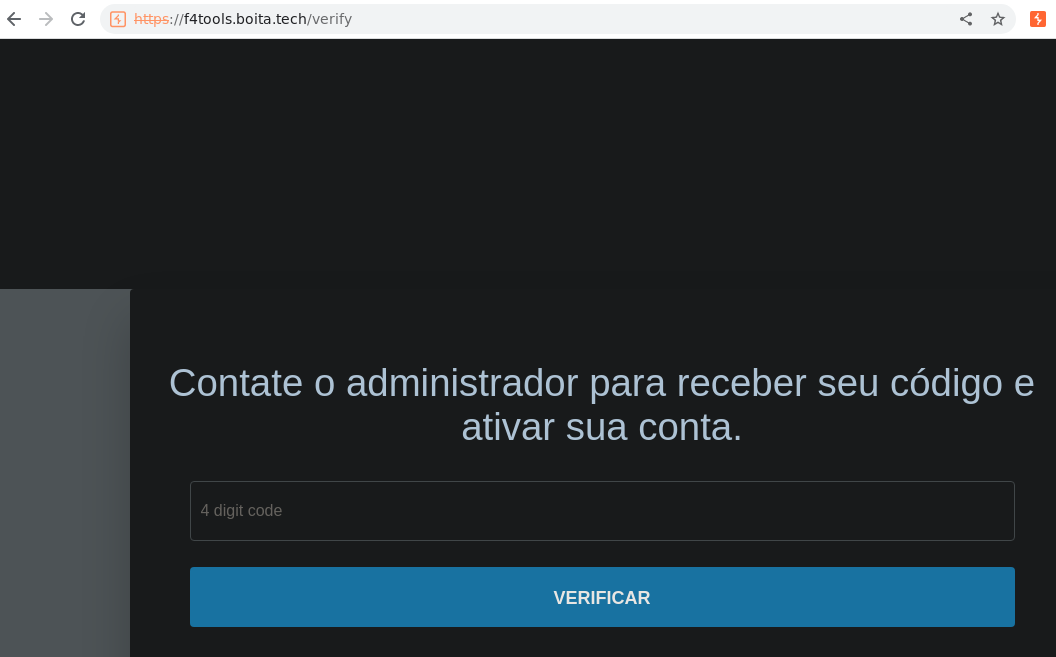 https://f4tools.boita.tech/verify
Contate o administrador para receber seu código e
ativar sua conta.
4 digit code
VERIFICAR